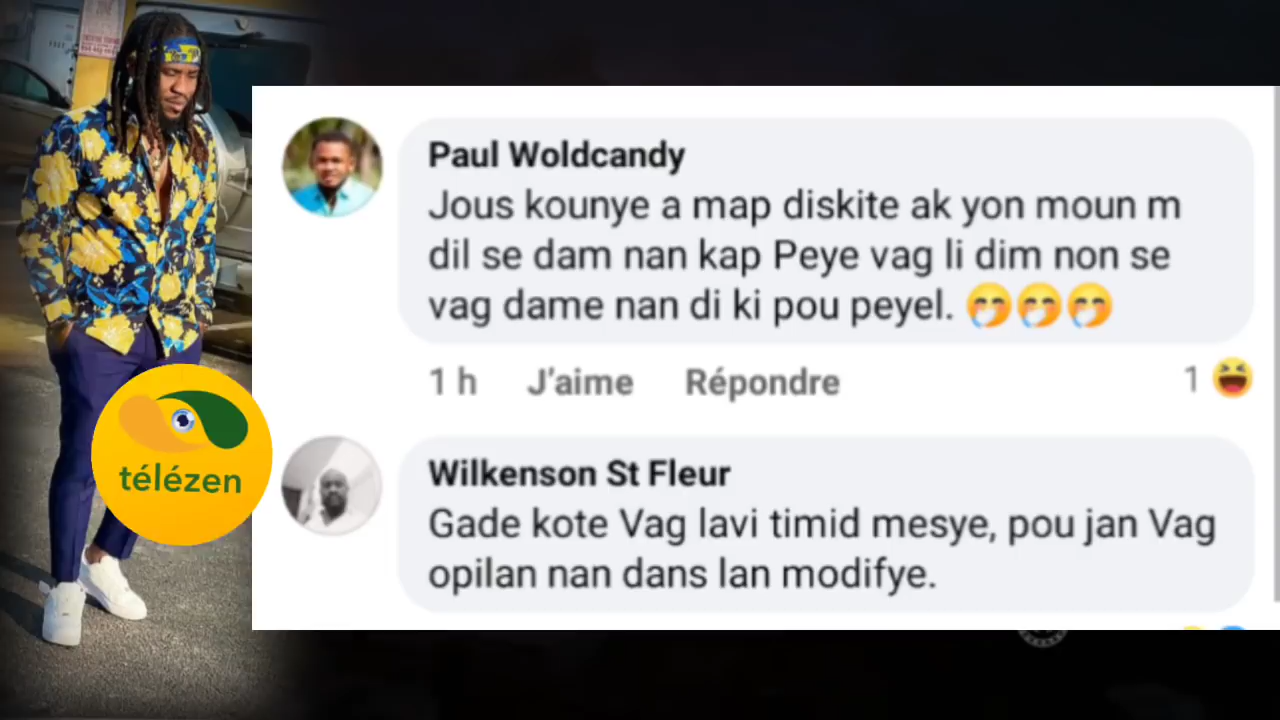 Paul Woldcandy
Jous kounye a map diskite ak yon moun m
dil se dam nan kap Peye vag li dim non se
vag dame nan di ki pou peyel. 🤭🤭🤭
1 h J'aime Répondre 1 😆
télézen
Wilkenson St Fleur
Gade kote Vag lavi timid mesye, pou jan Vag
opilan nan dans lan modifye.